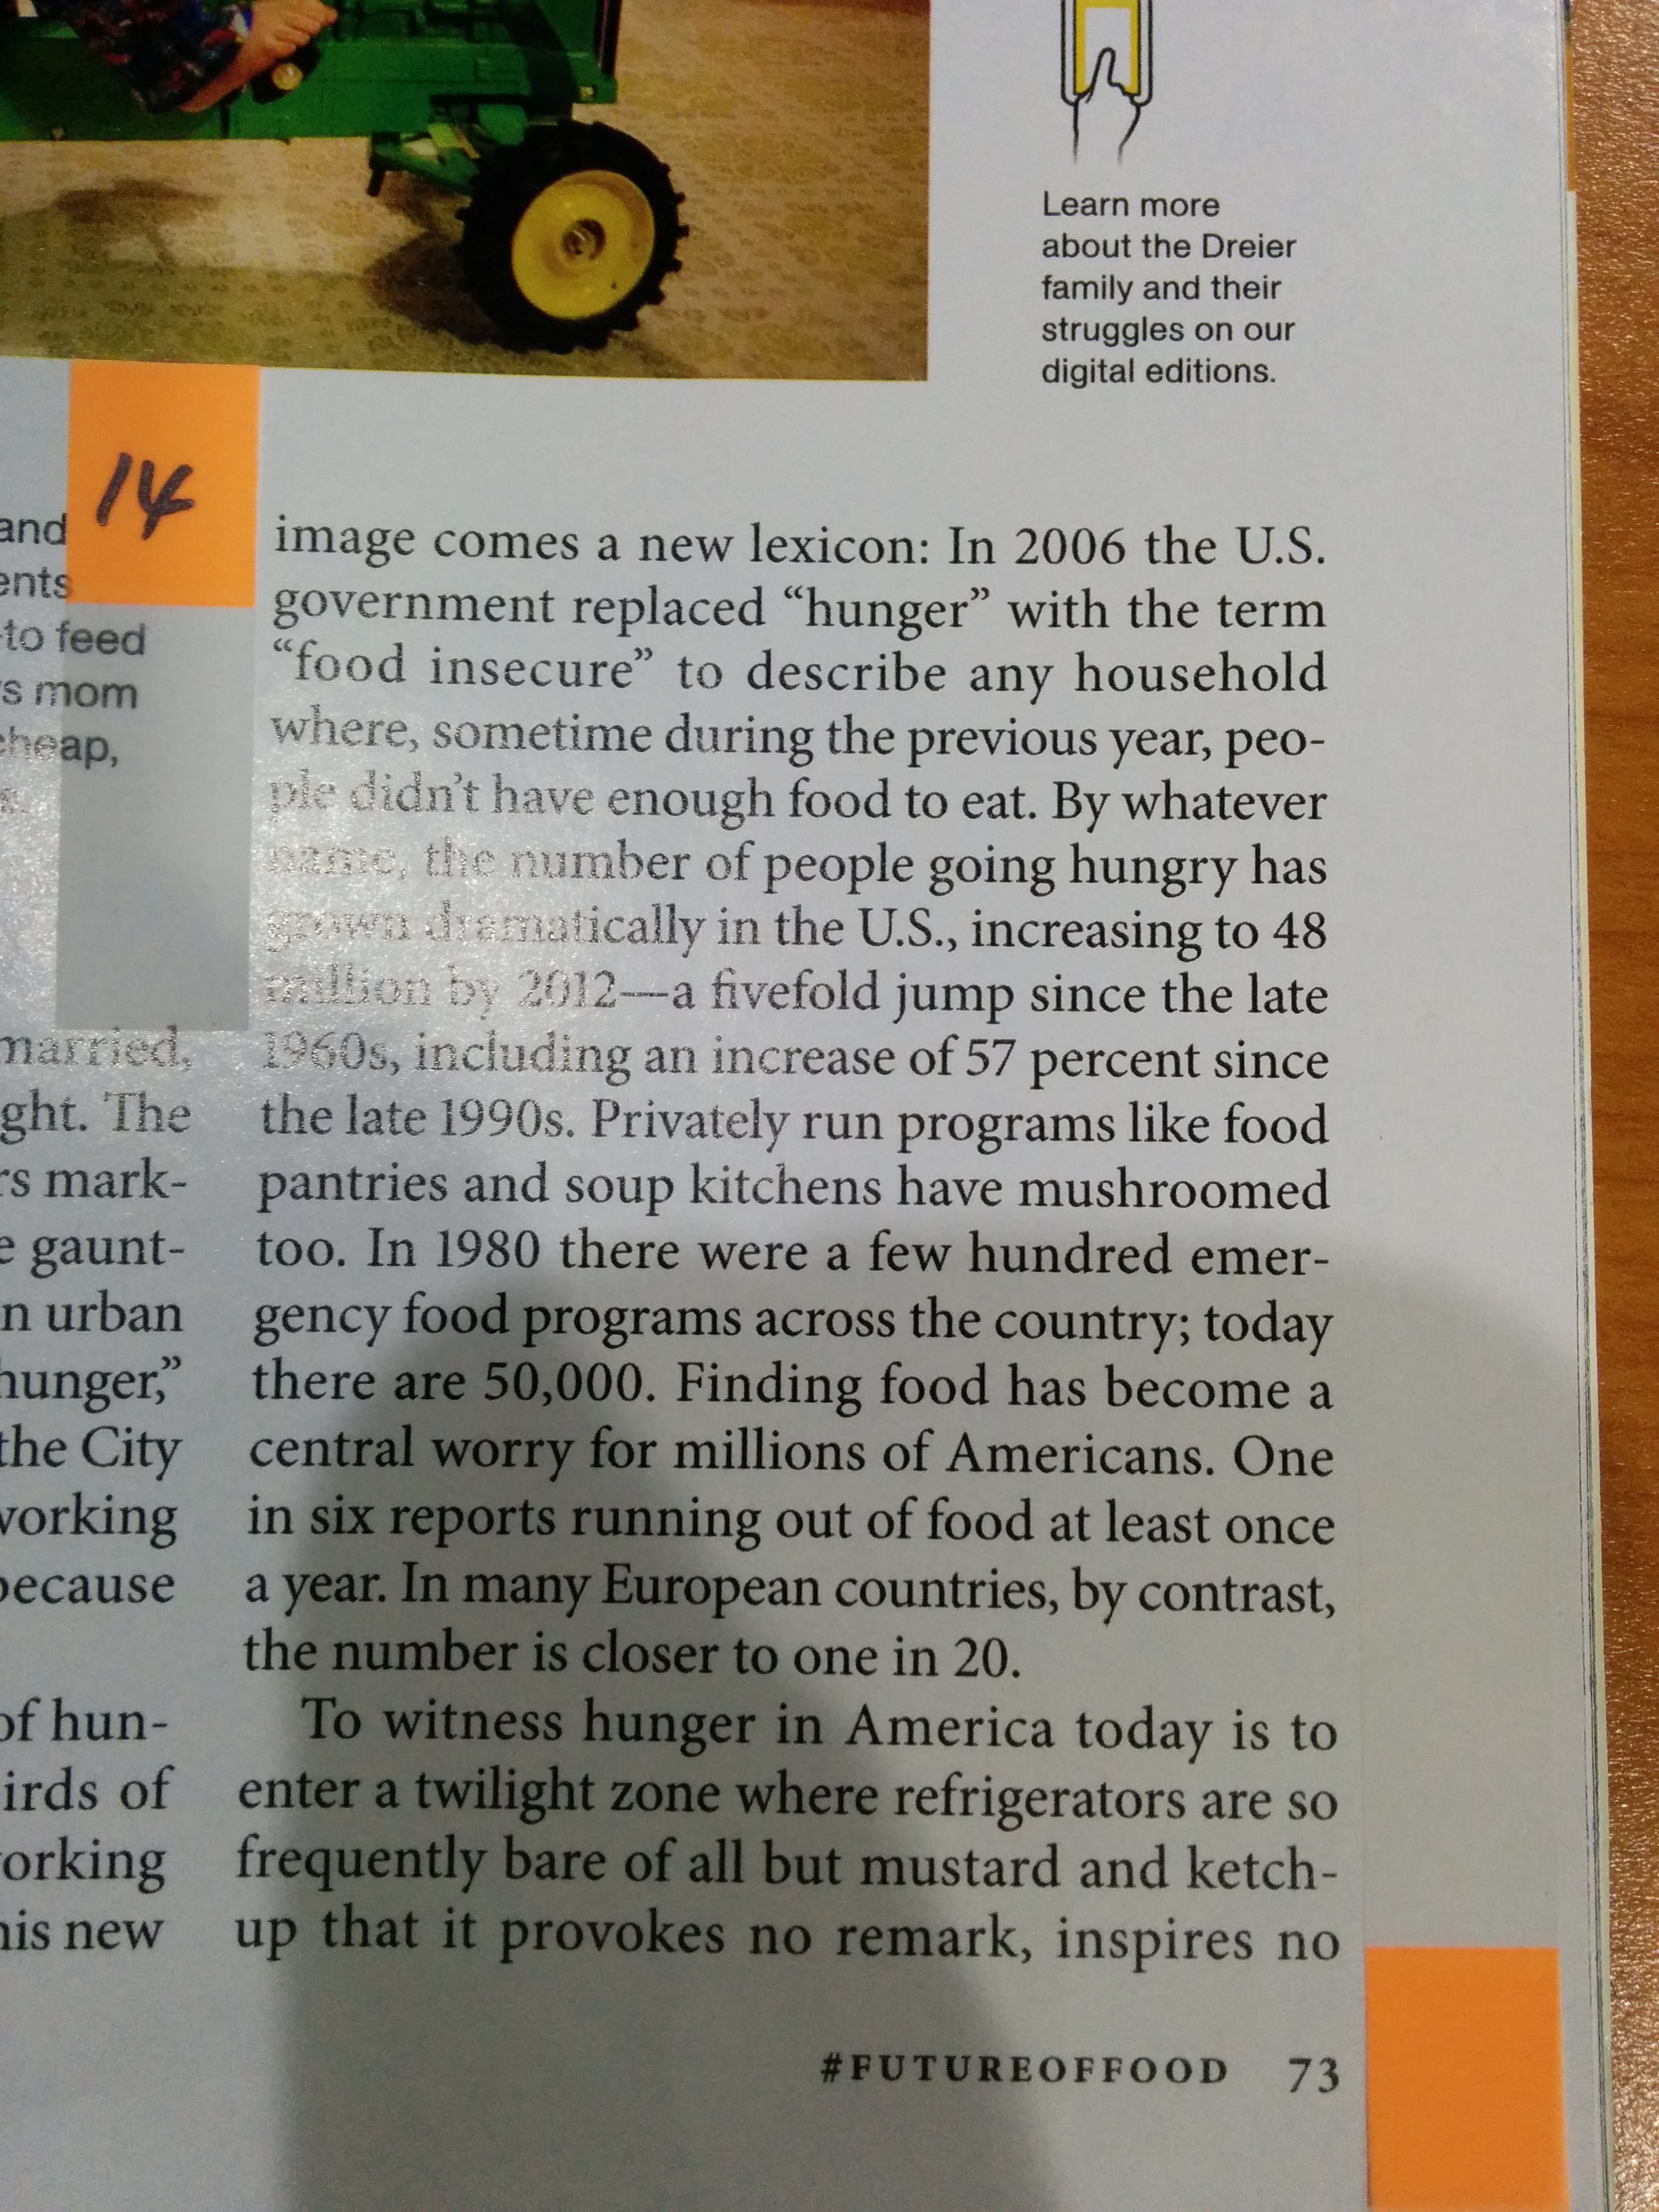 Learn more
about the Dreier
family and their
struggles on our
digital editions.
14
and
ents
to feed
s mom
cheap,
married,
ght. The
rs mark-
e gaunt-
n urban
hunger,”
the City
working
because
of hun-
irds of
orking
his new
image comes a new lexicon: In 2006 the U.S.
government replaced “hunger” with the term
“food insecure” to describe any household
where, sometime during the previous year, peo-
ple didn’t have enough food to eat. By whatever
name, the number of people going hungry has
grown dramatically in the U.S., increasing to 48
million by 2012—a fivefold jump since the late
1960s, including an increase of 57 percent since
the late 1990s. Privately run programs like food
pantries and soup kitchens have mushroomed
too. In 1980 there were a few hundred emer-
gency food programs across the country; today
there are 50,000. Finding food has become a
central worry for millions of Americans. One
in six reports running out of food at least once
a year. In many European countries, by contrast,
the number is closer to one in 20.
To witness hunger in America today is to
enter a twilight zone where refrigerators are so
frequently bare of all but mustard and ketch-
up that it provokes no remark, inspires no
#FUTUREOFFOOD 73